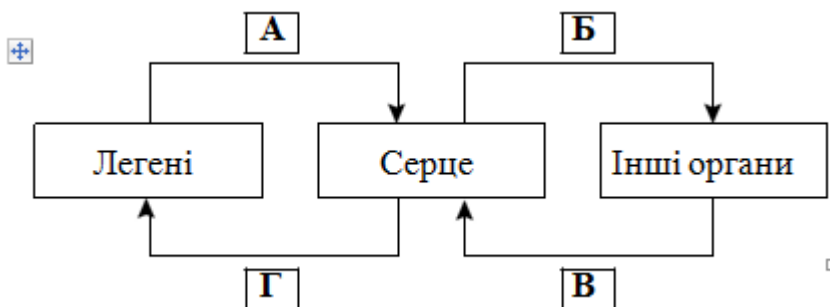 А Б
Легені Серце Інші органи
Г В